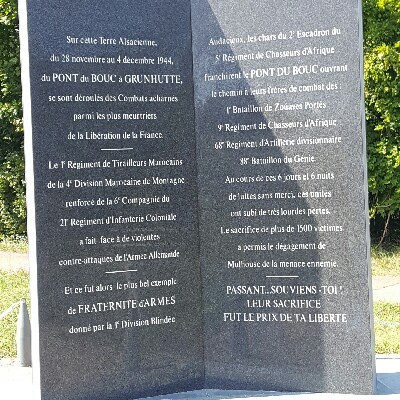 Sur cette Terre Alsacienne,
du 28 novembre au 4 décembre 1944,
du PONT du BOUC à GRUNHUTTE,
se sont déroulés des Combats acharnés
parmi les plus meurtriers
de la Libération de la France.
Le 1er Régiment de Tirailleurs Marocains
de la 4e Division Marocaine de Montagne
renforcé de la 6e Compagnie du
21e Régiment d'Infanterie Coloniale
a fait face à de violentes
contre-attaques de l'Armée Allemande
Et ce fut alors le plus bel exemple
de FRATERNITE d'ARMES
donné par la 1e Division Blindée
Audacieux, les chars du 2e Escadron du
5e Régiment de Chasseurs d'Afrique
franchirent le PONT DU BOUC ouvrant
le chemin à leurs frères de combat des :
1e Bataillon de Zouaves Portés
9e Régiment de Chasseurs d'Afrique
68e Régiment d'Artillerie divisionnaire
88e Bataillon du Génie.
Au cours de ces 6 jours et 6 nuits
de luttes sans merci, ces unités
ont subi de très lourdes pertes.
Le sacrifice de plus de 1500 victimes
a permis le dégagement de
Mulhouse de la menace ennemie.
PASSANT...SOUVIENS -TOI !
LEUR SACRIFICE
FUT LE PRIX DE TA LIBERTE